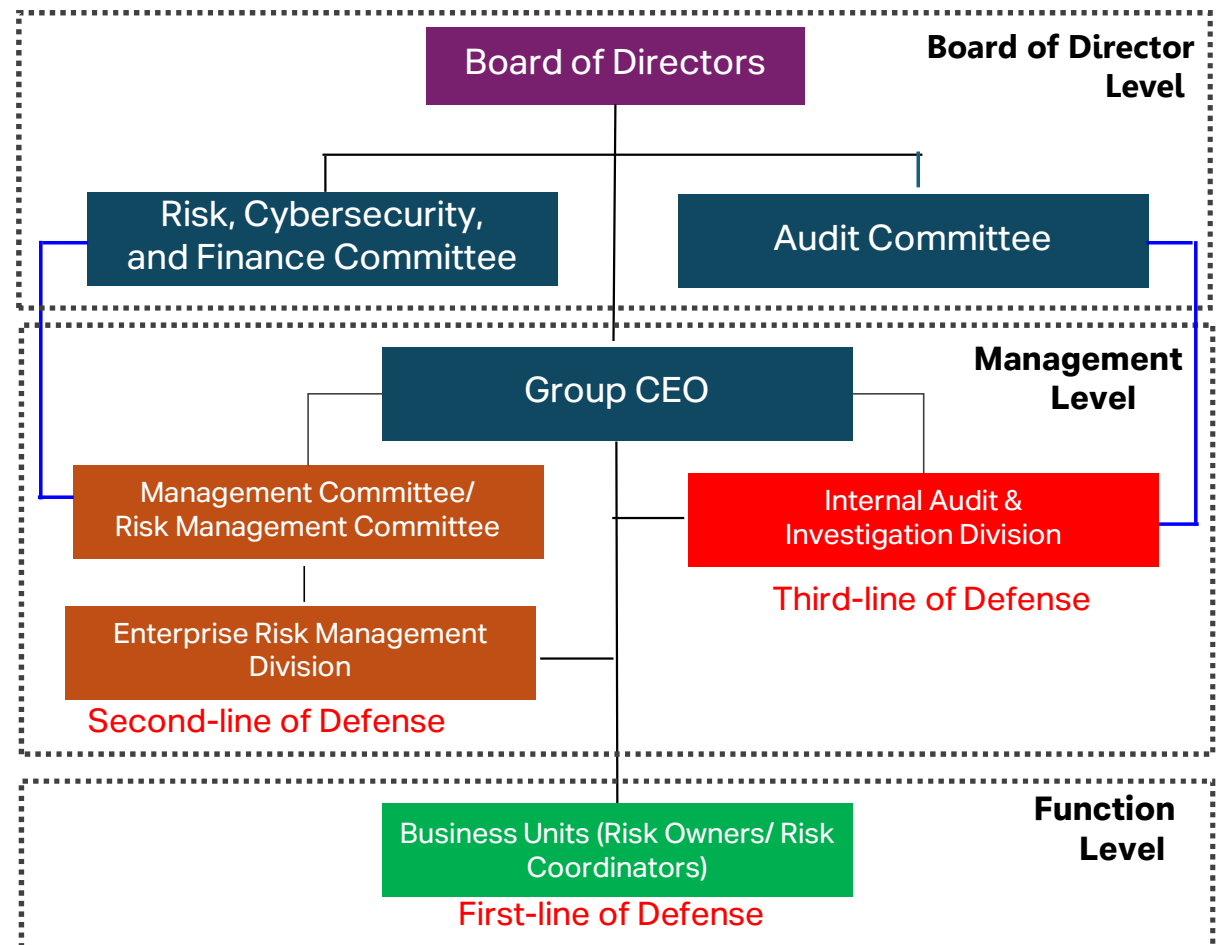 Board of Directors
Board of Director
Level
Risk, Cybersecurity,
and Finance Committee
Audit Committee
Group CEO
Management
Level
Management Committee/
Risk Management Committee
Internal Audit &
Investigation Division
Third-line of Defense
Enterprise Risk Management
Division
Second-line of Defense
Function
Level
Business Units (Risk Owners/ Risk
Coordinators)
First-line of Defense